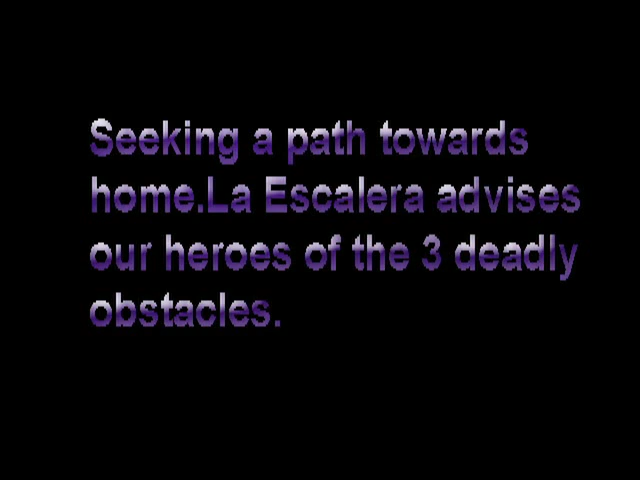 Seeking a path towards
home.La Escalera advises
our heroes of the 3 deadly
obstacles.